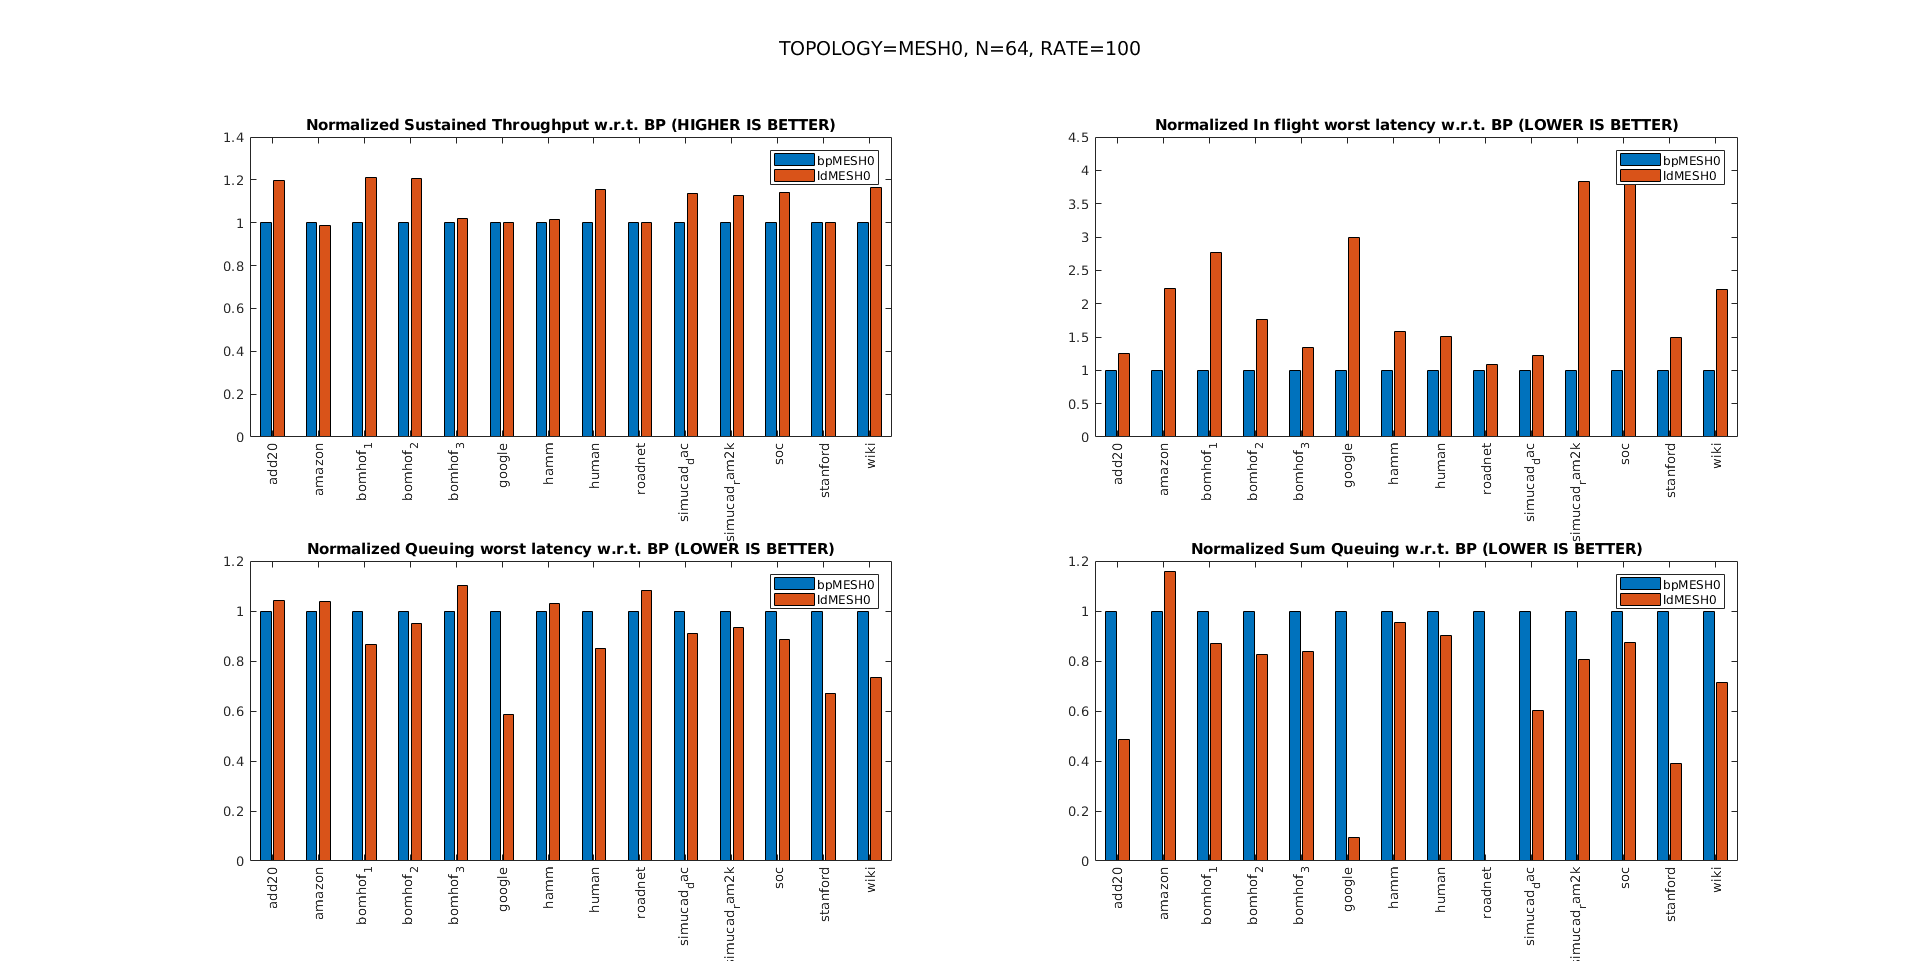 TOPOLOGY=MESH0, N=64, RATE=100
Normalized Sustained Throughput w.r.t. BP (HIGHER IS BETTER)
1.4
1.2
1
0.8
0.6
0.4
0.2
0
bpMESH0
ldMESH0
add20
amazon
bomhof1
bomhof2
bomhof3
google
hamm
human
roadnet
simucaddac
simucadram2k
soc
stanford
wiki
Normalized In flight worst latency w.r.t. BP (LOWER IS BETTER)
4.5
4
3.5
3
2.5
2
1.5
1
0.5
0
bpMESH0
ldMESH0
add20
amazon
bomhof1
bomhof2
bomhof3
google
hamm
human
roadnet
simucaddac
simucadram2k
soc
stanford
wiki
Normalized Queuing worst latency w.r.t. BP (LOWER IS BETTER)
1.2
1
0.8
0.6
0.4
0.2
0
bpMESH0
ldMESH0
add20
amazon
bomhof1
bomhof2
bomhof3
google
hamm
human
roadnet
simucaddac
simucadram2k
soc
stanford
wiki
Normalized Sum Queuing w.r.t. BP (LOWER IS BETTER)
1.2
1
0.8
0.6
0.4
0.2
0
bpMESH0
ldMESH0
add20
amazon
bomhof1
bomhof2
bomhof3
google
hamm
human
roadnet
simucaddac
simucadram2k
soc
stanford
wiki